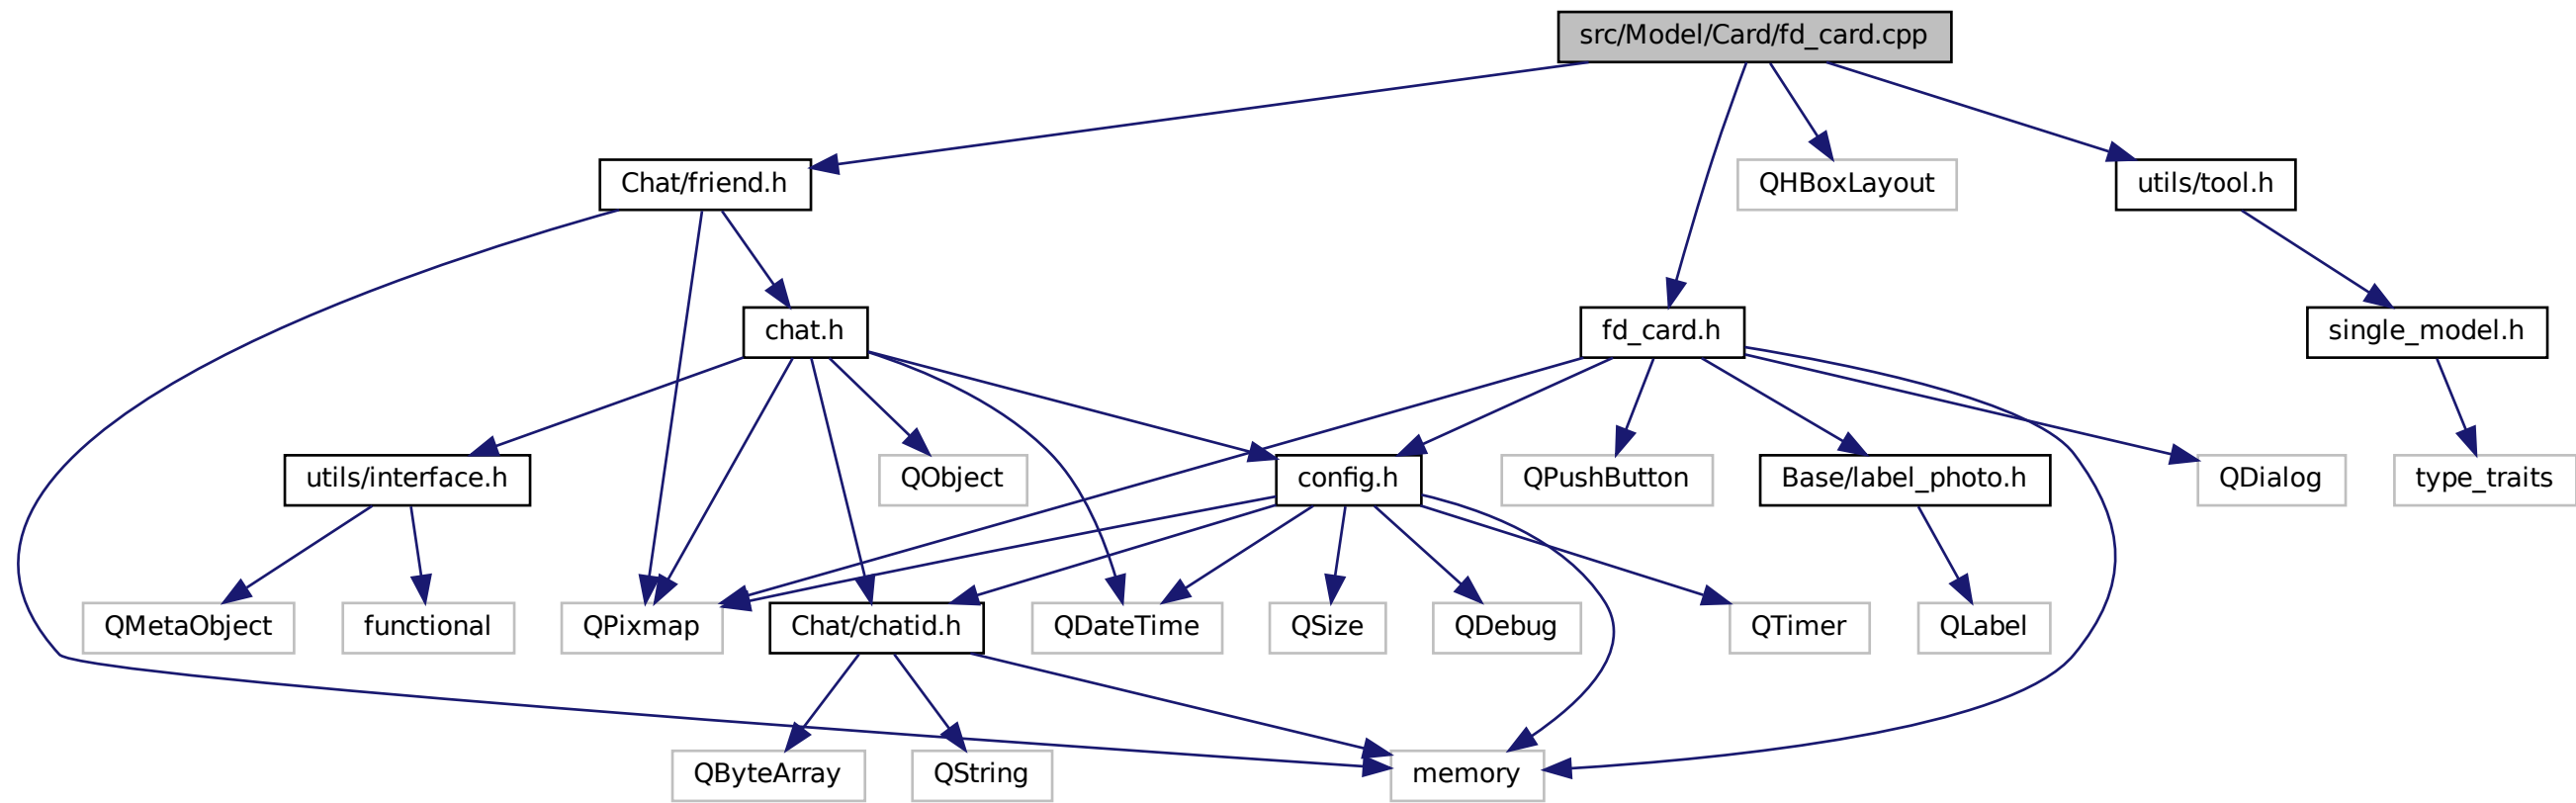 src/Model/Card/fd_card.cpp
Chat/friend.h
QHBoxLayout
utils/tool.h
chat.h
fd_card.h
single_model.h
utils/interface.h
QObject
config.h
QPushButton
Base/label_photo.h
QDialog
type_traits
QMetaObject
functional
QPixmap
Chat/chatid.h
QDateTime
QSize
QDebug
QTimer
QLabel
QByteArray
QString
memory